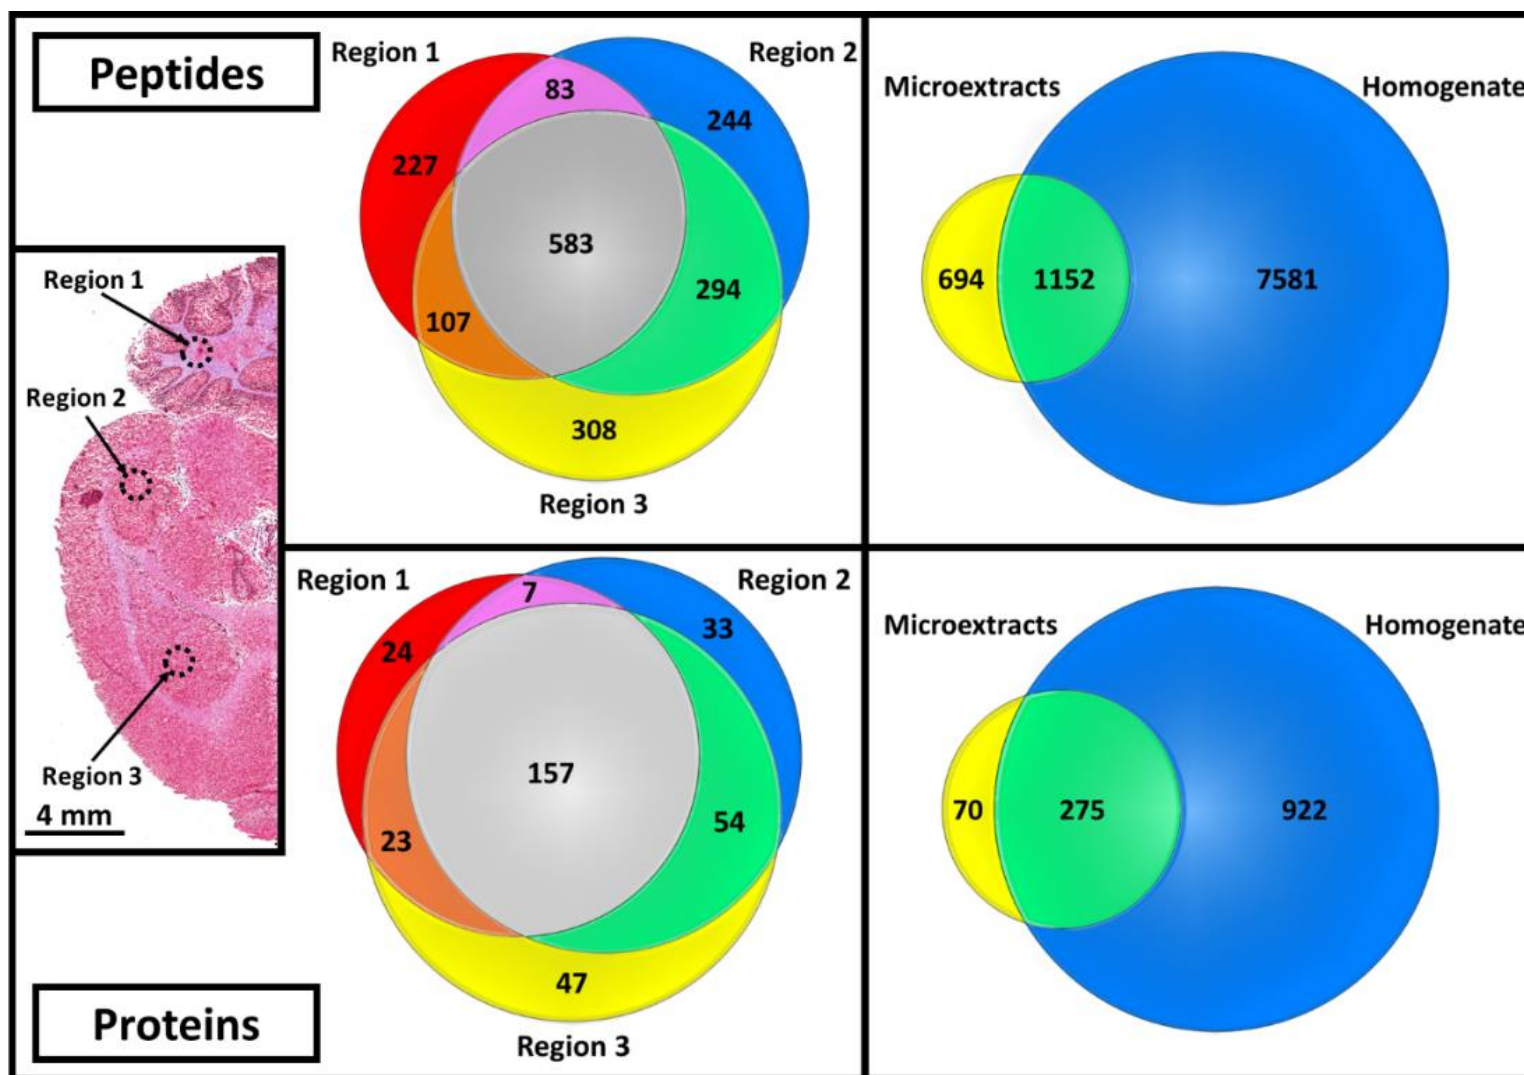 Peptides
Region 1
Region 2
83
244
227
583
294
107
308
Region 3
Microextracts
Homogenate
694
1152
7581
Region 1
Region 2
Region 3
4 mm
Region 1
Region 2
7
33
24
157
54
23
47
Region 3
Proteins
Microextracts
Homogenate
70
275
922